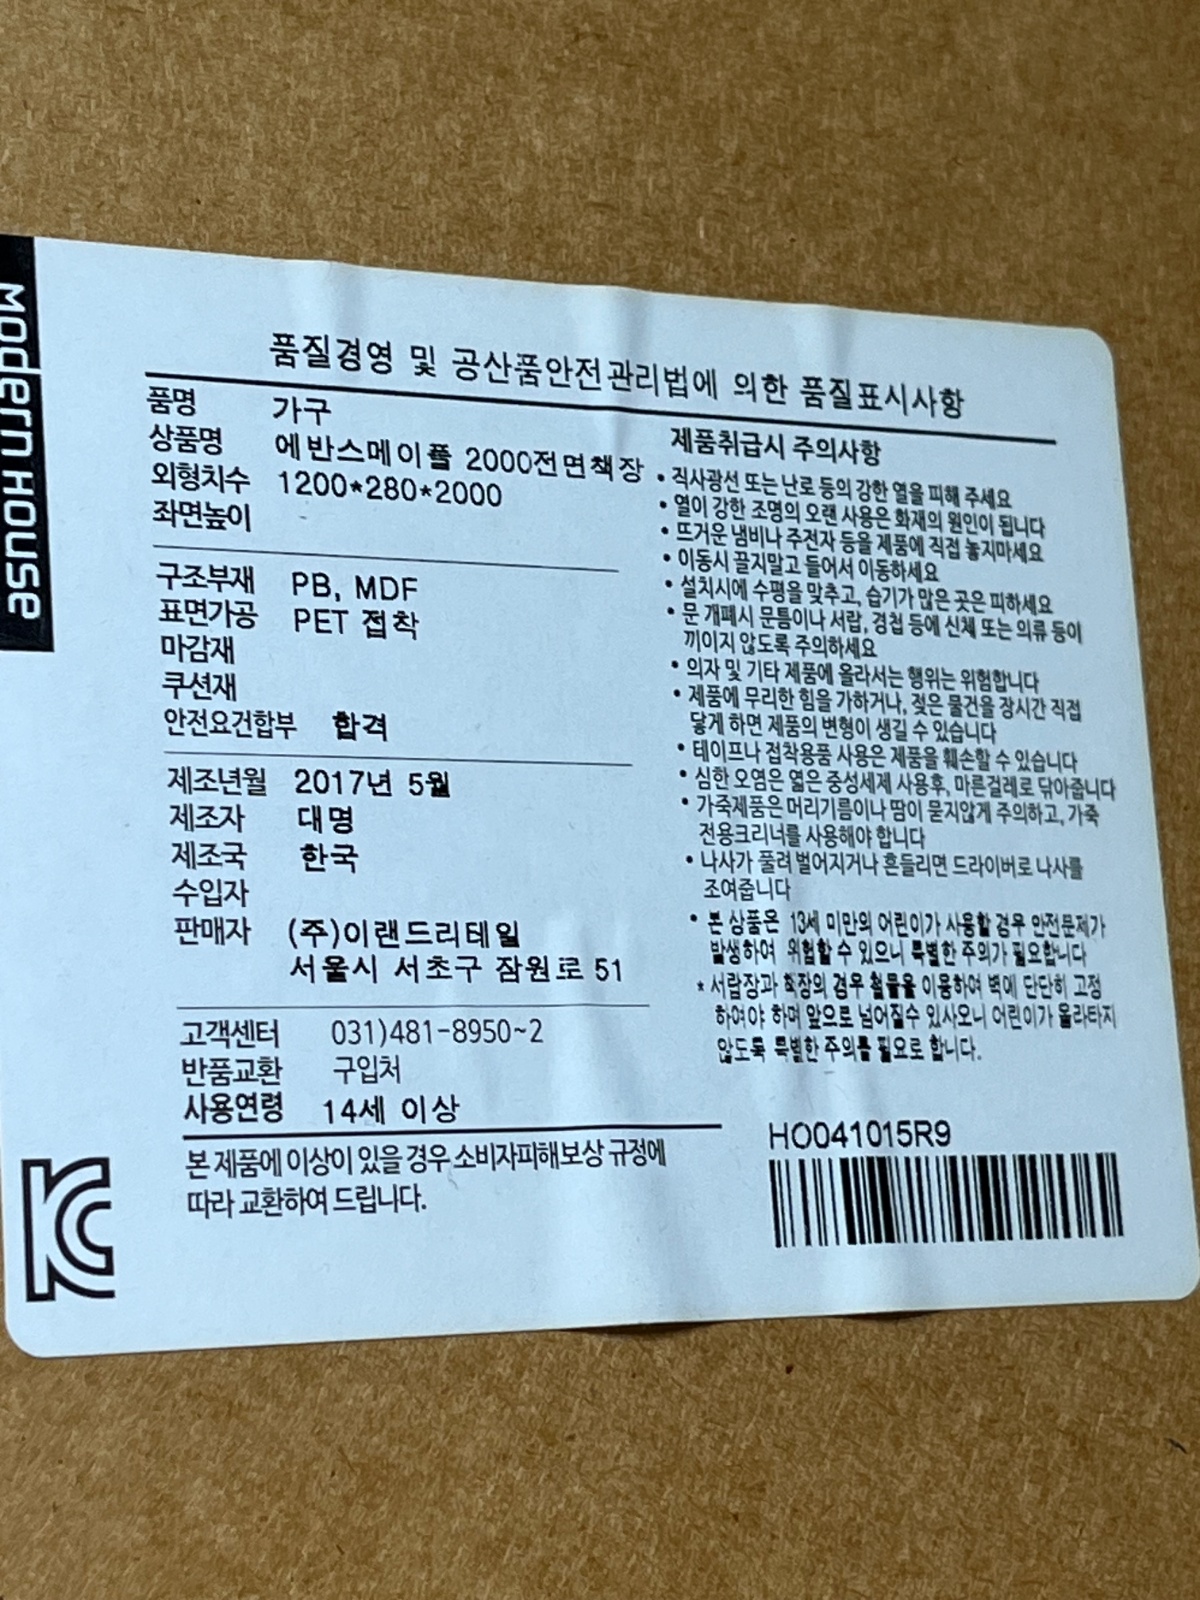 modern house
품질경영 및 공산품안전관리법에 의한 품질표시사항
품명 가구
상품명 에반스메이플 2000전면책장
외형치수 1200*280*2000
좌면높이 -
구조부재 PB, MDF
표면가공 PET 접착
마감재
쿠션재
안전요건합부 합격
제조년월 2017년 5월
제조자 대명
제조국 한국
수입자
판매자 (주)이랜드리테일
서울시 서초구 잠원로 51
고객센터 031)481-8950~2
반품교환 구입처
사용연령 14세 이상
본 제품에 이상이 있을 경우 소비자피해보상 규정에
따라 교환하여 드립니다.
제품취급시 주의사항
• 직사광선 또는 난로 등의 강한 열을 피해 주세요
• 열이 강한 조명의 오랜 사용은 화재의 원인이 됩니다
• 뜨거운 냄비나 주전자 등을 제품에 직접 놓지마세요
• 이동시 끌지말고 들어서 이동하세요
• 설치시에 수평을 맞추고, 습기가 많은 곳은 피하세요
• 문 개폐시 문틈이나 서랍, 경첩 등에 신체 또는 의류 등이
끼이지 않도록 주의하세요
• 의자 및 기타 제품에 올라서는 행위는 위험합니다
• 제품에 무리한 힘을 가하거나, 젖은 물건을 장시간 직접
닿게 하면 제품의 변형이 생길 수 있습니다
• 테이프나 접착용품 사용은 제품을 훼손할 수 있습니다
• 심한 오염은 엷은 중성세제 사용후, 마른걸레로 닦아줍니다
• 가죽제품은 머리기름이나 땀이 묻지않게 주의하고, 가죽
전용크리너를 사용해야 합니다
• 나사가 풀려 벌어지거나 흔들리면 드라이버로 나사를
조여줍니다
• 본 상품은 13세 미만의 어린이가 사용할 경우 안전문제가
발생하여 위험할 수 있으니 특별한 주의가 필요합니다
* 서랍장과 책장의 경우 철물을 이용하여 벽에 단단히 고정
하여야 하며 앞으로 넘어질수 있사오니 어린이가 올라타지
않도록 특별한 주의를 필요로 합니다.
HO041015R9